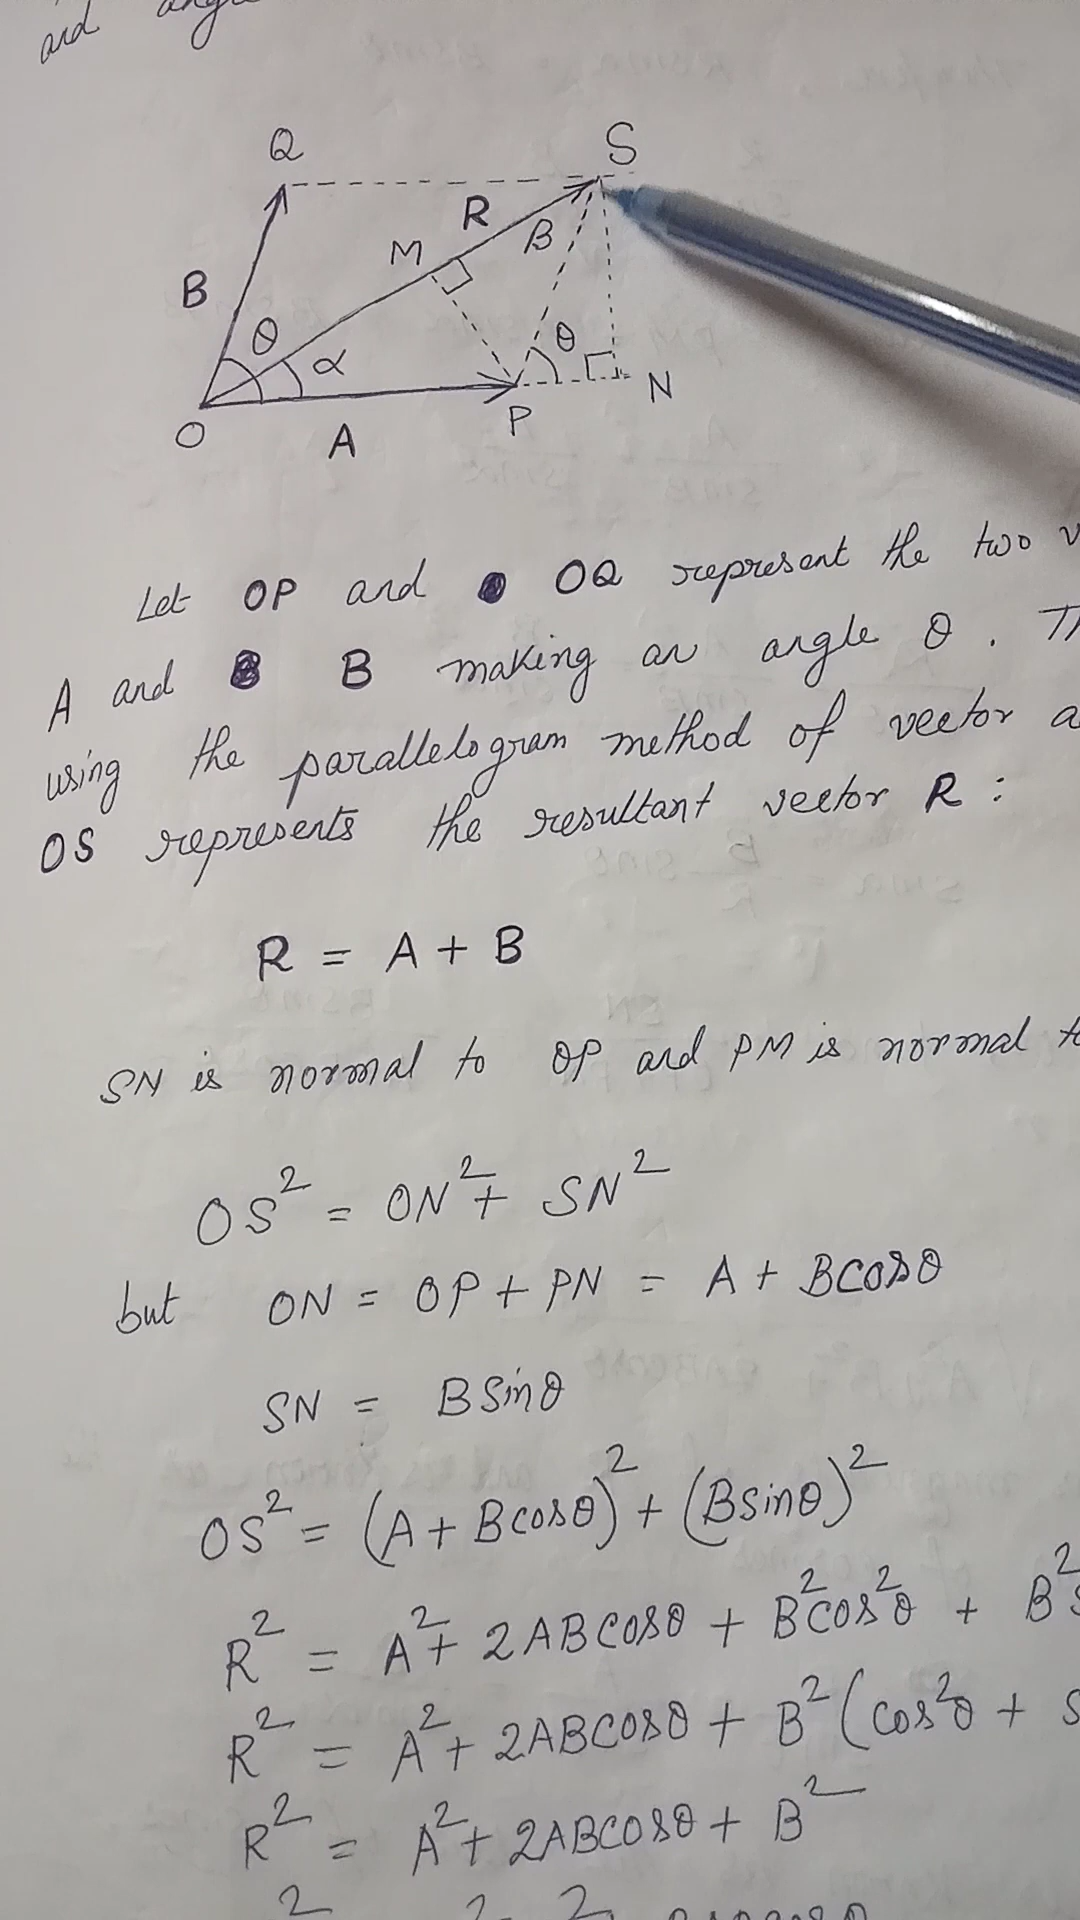 and angle
Q
S
R
B
M
β
θ
θ
α
N
O
P
A
Let OP and OQ represent the two
A and B making an angle θ.
using the parallelogram method of vector
OS represents the resultant vector R :
R = A + B
SN is normal to OP and PM is normal
OS² = ON² + SN²
but ON = OP + PN = A + Bcosθ
SN = Bsinθ
OS² = (A + Bcosθ)² + (Bsinθ)²
R² = A² + 2ABcosθ + B²cos²θ + B²
R² = A² + 2ABcosθ + B² (cos²θ +
R² = A² + 2ABcosθ + B²